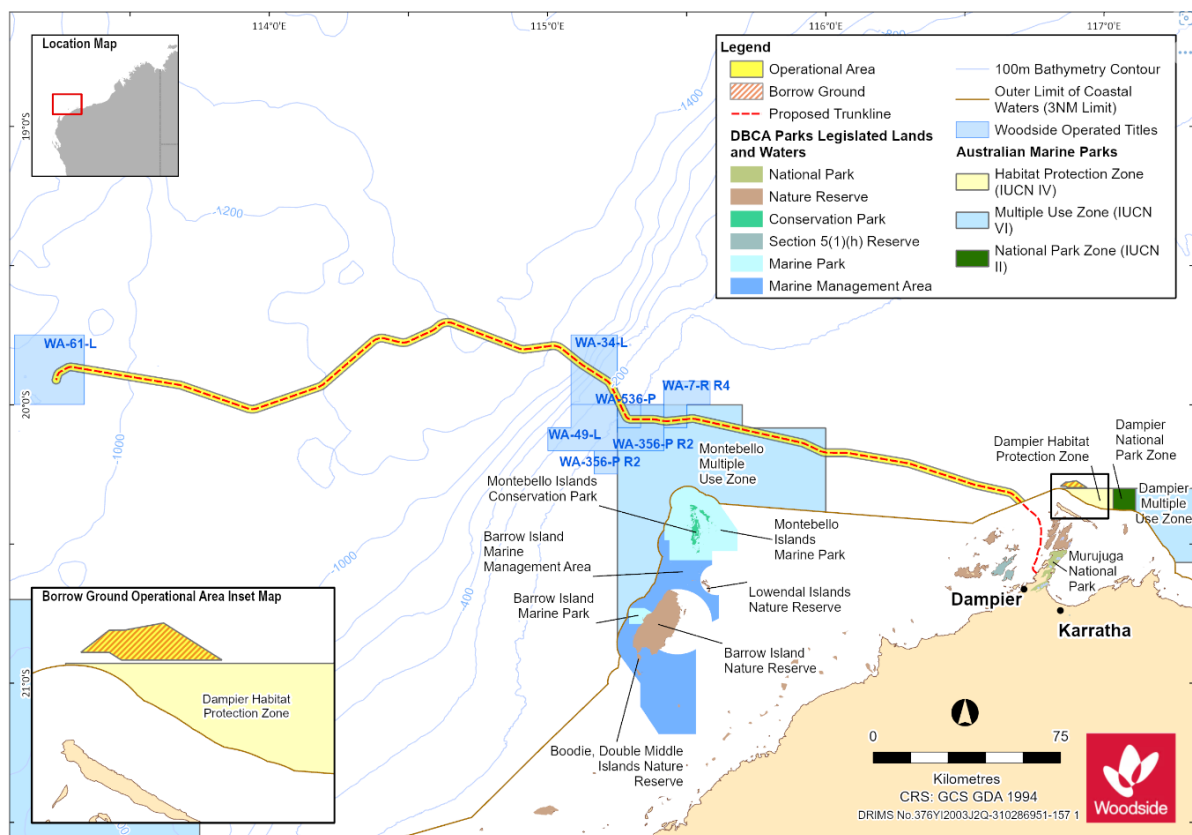 114°0'E
115°0'E
116°0'E
117°0'E
Location Map
Legend
Operational Area
Borrow Ground
Proposed Trunkline
DBCA Parks Legislated Lands
and Waters
National Park
Nature Reserve
Conservation Park
Section 5(1)(h) Reserve
Marine Park
Marine Management Area
100m Bathymetry Contour
Outer Limit of Coastal
Waters (3NM Limit)
Woodside Operated Titles
Australian Marine Parks
Habitat Protection Zone
(IUCN IV)
Multiple Use Zone (IUCN
VI)
National Park Zone (IUCN
II)
19°0'S
20°0'S
21°0'S
-1400
-1200
-200
-1000
-1000
-400
WA-61-L
WA-34-L
WA-7-R R4
WA-536-P
WA-49-L
WA-356-P R2
WA-356-P R2
Montebello
Multiple
Use Zone
Dampier Habitat
Protection Zone
Dampier
National
Park Zone
Dampier
Multiple
Use Zone
Montebello Islands
Conservation Park
Barrow Island
Marine
Management Area
Montebello
Islands
Marine Park
Barrow Island
Marine Park
Lowendal Islands
Nature Reserve
Murujuga
National
Park
Dampier
Karratha
Barrow Island
Nature Reserve
Boodie, Double Middle
Islands Nature
Reserve
Borrow Ground Operational Area Inset Map
Dampier Habitat
Protection Zone
0
75
Kilometres
CRS: GCS GDA 1994
DRIMS No.376YI2003J2Q-310286951-157 1
Woodside